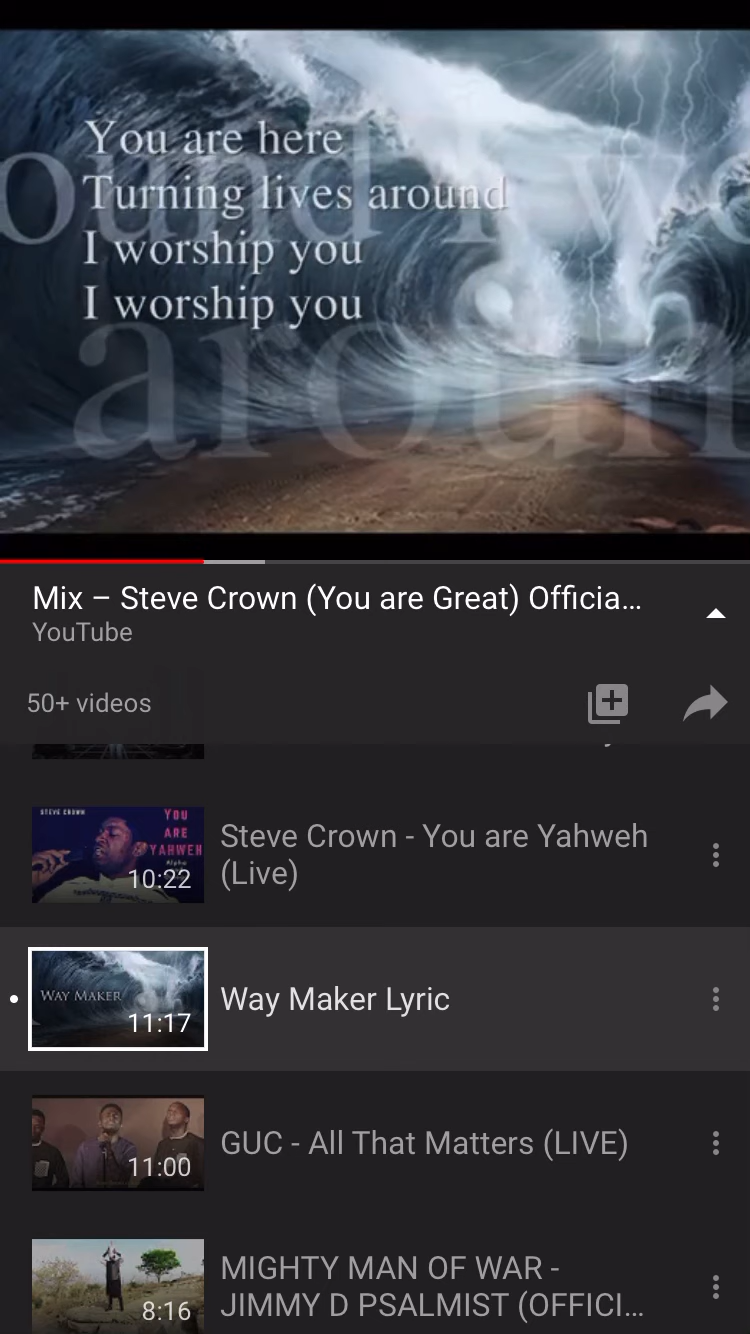 You are here
Turning lives around
I worship you
I worship you
Mix – Steve Crown (You are Great) Officia...
YouTube
50+ videos
STEVE CROWN
YOU
ARE
YAHWEH
Alpha
10:22
Steve Crown - You are Yahweh
(Live)
WAY MAKER
11:17
Way Maker Lyric
11:00
GUC - All That Matters (LIVE)
8:16
MIGHTY MAN OF WAR -
JIMMY D PSALMIST (OFFICI...